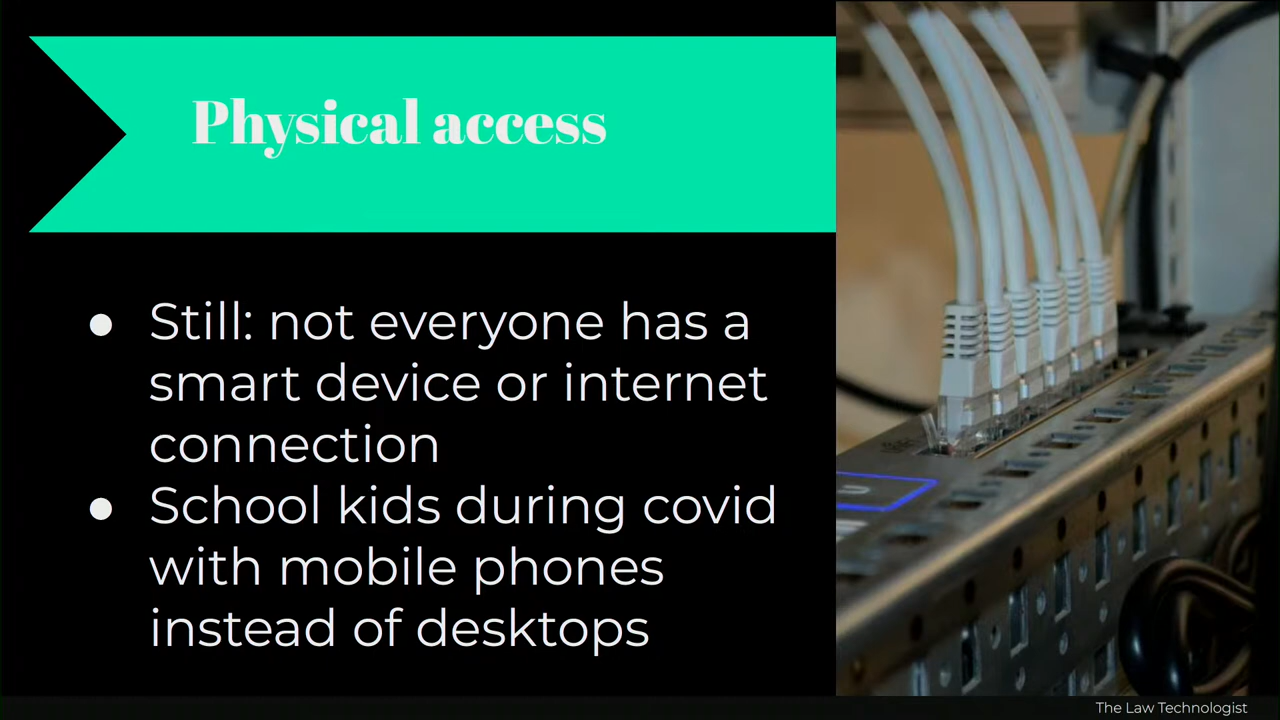 Physical access
● Still: not everyone has a
smart device or internet
connection
● School kids during covid
with mobile phones
instead of desktops
The Law Technologist